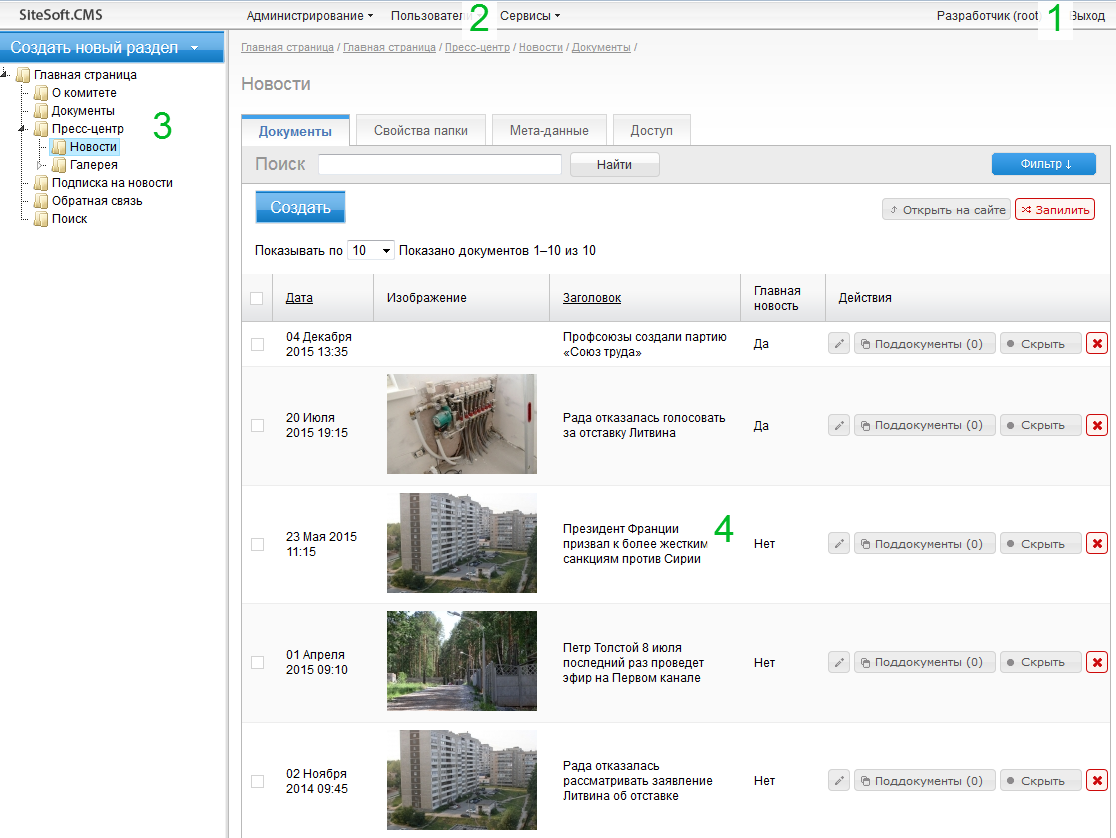 SiteSoft.CMS
Администрирование Пользователи 2 Сервисы Разработчик (root) 1 Выход
Создать новый раздел
Главная страница
О комитете
Документы
Пресс-центр
3
Новости
Галерея
Подписка на новости
Обратная связь
Поиск
Главная страница / Главная страница / Пресс-центр / Новости / Документы /
Новости
Документы Свойства папки Мета-данные Доступ
Поиск Найти Фильтр ↓
Создать Открыть на сайте Запилить
Показывать по 10 Показано документов 1–10 из 10
Дата Изображение Заголовок Главная
новость Действия
04 Декабря
2015 13:35
Профсоюзы создали партию
«Союз труда»
Да
Поддокументы (0) Скрыть
20 Июля
2015 19:15
Рада отказалась голосовать
за отставку Литвина
Да
Поддокументы (0) Скрыть
23 Мая 2015
11:15
Президент Франции
призвал к более жестким
санкциям против Сирии
4
Нет
Поддокументы (0) Скрыть
01 Апреля
2015 09:10
Петр Толстой 8 июля
последний раз проведет
эфир на Первом канале
Нет
Поддокументы (0) Скрыть
02 Ноября
2014 09:45
Рада отказалась
рассматривать заявление
Литвина об отставке
Нет
Поддокументы (0) Скрыть